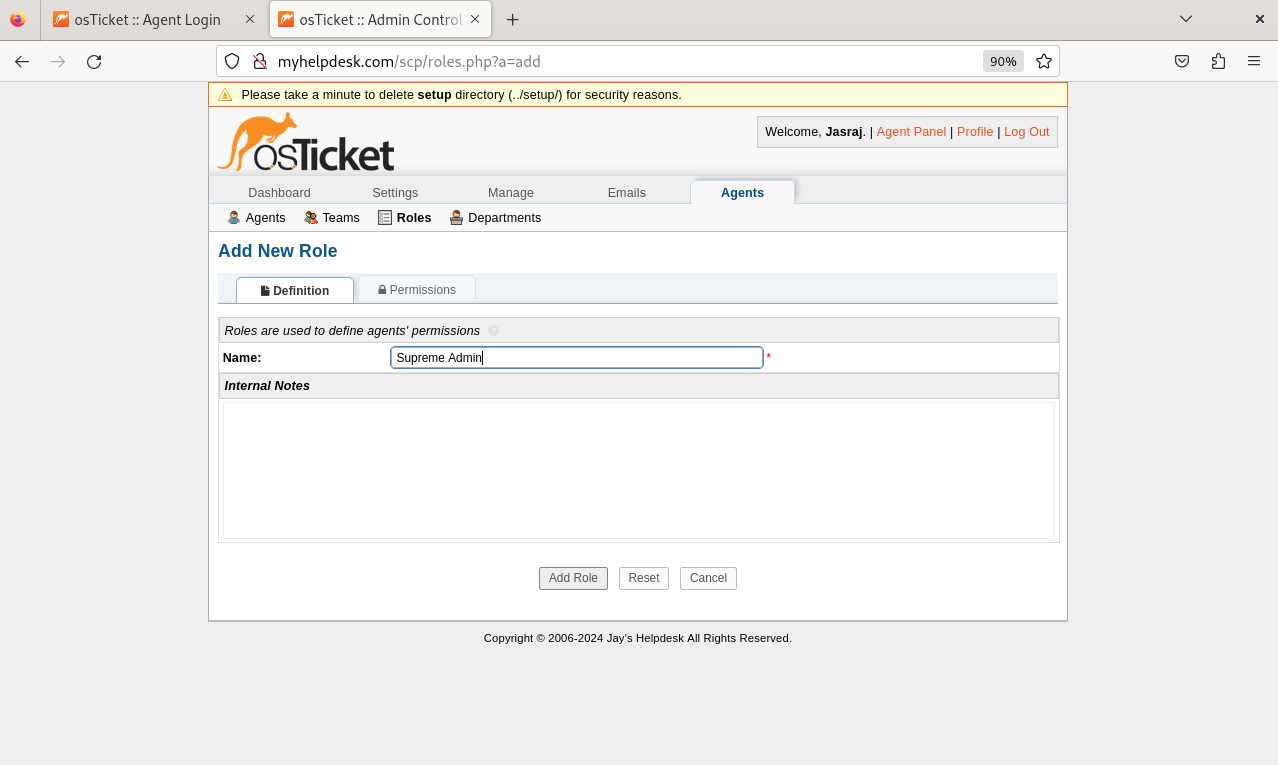 osTicket :: Agent Login
osTicket :: Admin Control
myhelpdesk.com/scp/roles.php?a=add
90%
Please take a minute to delete setup directory (../setup/) for security reasons.
osTicket
Welcome, Jasraj. | Agent Panel | Profile | Log Out
Dashboard Settings Manage Emails Agents
Agents Teams Roles Departments
Add New Role
Definition Permissions
Roles are used to define agents' permissions
Name: Supreme Admin *
Internal Notes
Add Role Reset Cancel
Copyright © 2006-2024 Jay's Helpdesk All Rights Reserved.